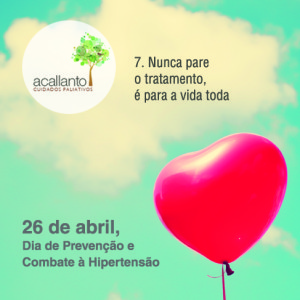 acallanto
CUIDADOS PALIATIVOS
7. Nunca pare
o tratamento,
é para a vida toda
26 de abril,
Dia de Prevenção e
Combate à Hipertensão